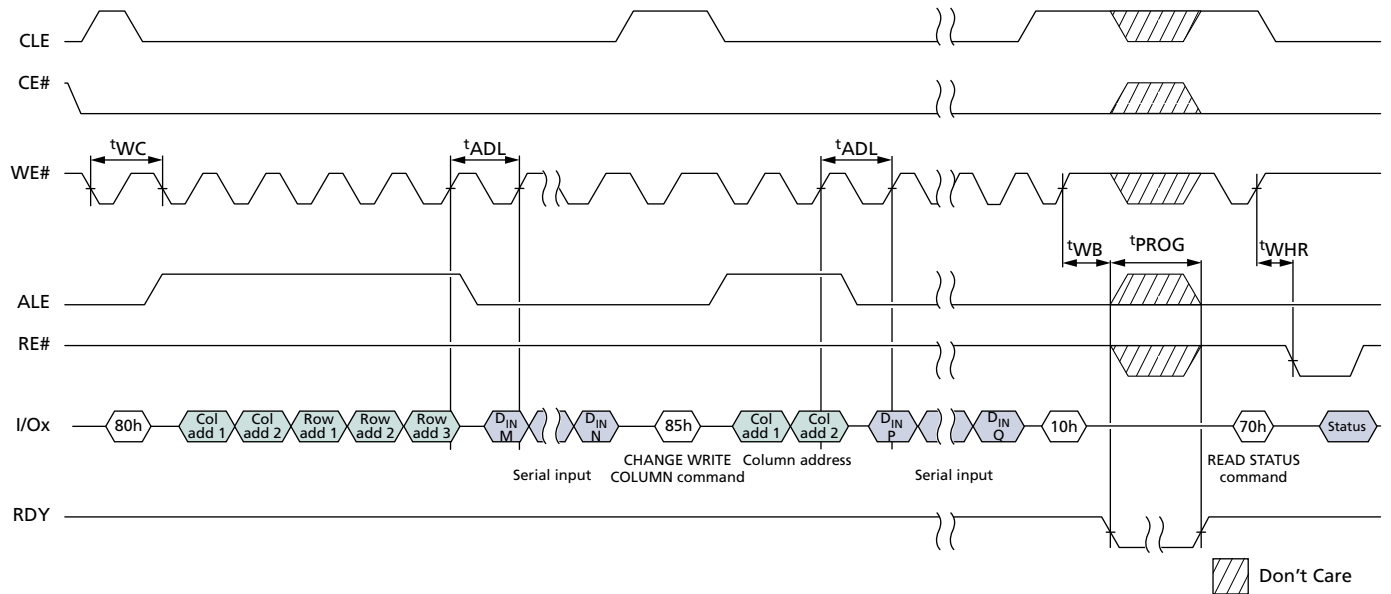 CLE
CE#
tWC
tADL
tADL
WE#
tWB
tPROG
tWHR
ALE
RE#
I/Ox
80h
Col
add 1
Col
add 2
Row
add 1
Row
add 2
Row
add 3
DIN
M
DIN
N
85h
Col
add 1
Col
add 2
DIN
P
DIN
Q
10h
70h
Status
Serial input
CHANGE WRITE
COLUMN command
Column address
Serial input
READ STATUS
command
RDY
Don't Care